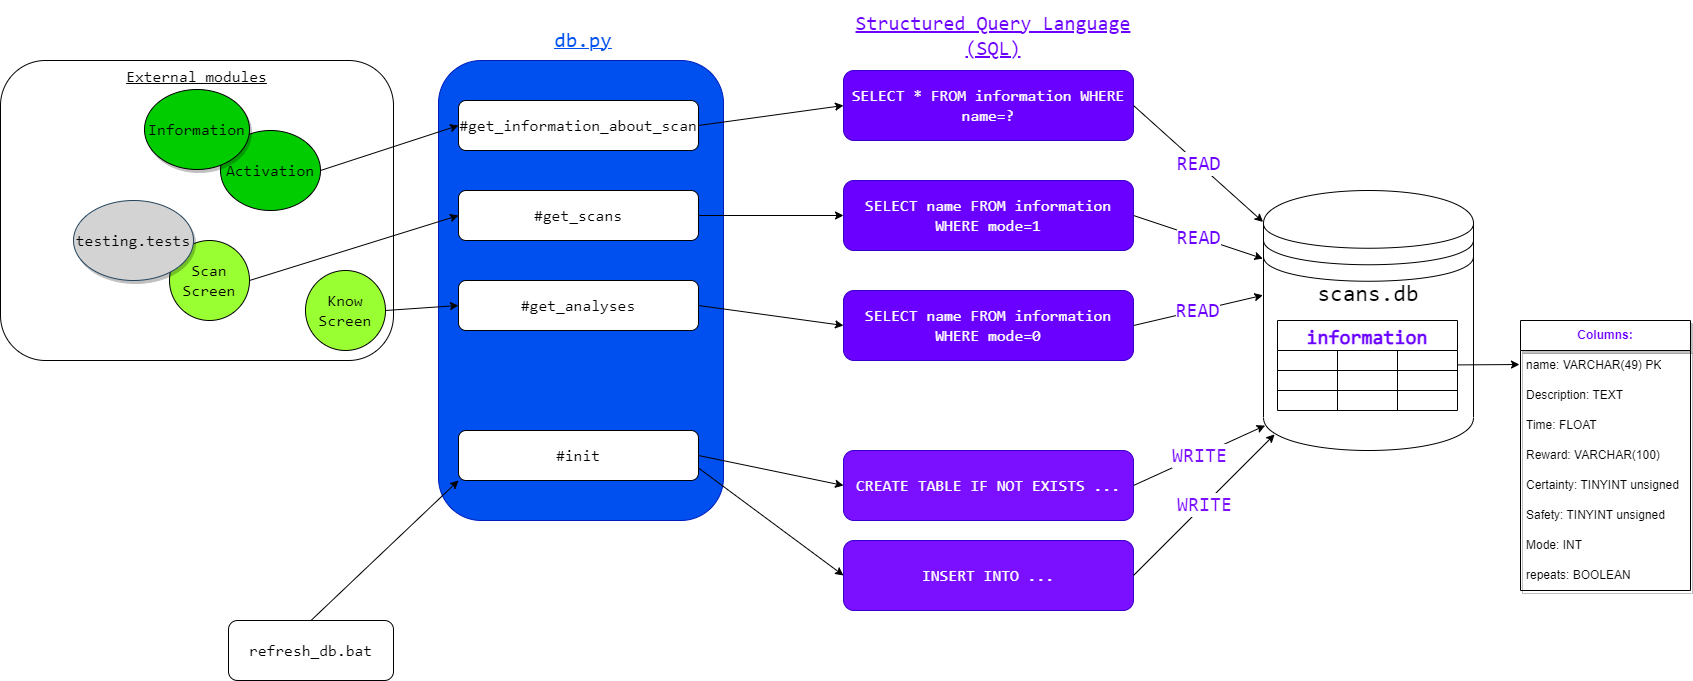 External modules
Information
Activation
testing.tests
Scan
Screen
Know
Screen
refresh_db.bat
db.py
#get_information_about_scan
#get_scans
#get_analyses
#init
Structured Query Language
(SQL)
SELECT * FROM information WHERE
name=?
SELECT name FROM information
WHERE mode=1
SELECT name FROM information
WHERE mode=0
CREATE TABLE IF NOT EXISTS ...
INSERT INTO ...
READ
READ
READ
WRITE
WRITE
scans.db
information
Columns:
name: VARCHAR(49) PK
Description: TEXT
Time: FLOAT
Reward: VARCHAR(100)
Certainty: TINYINT unsigned
Safety: TINYINT unsigned
Mode: INT
repeats: BOOLEAN